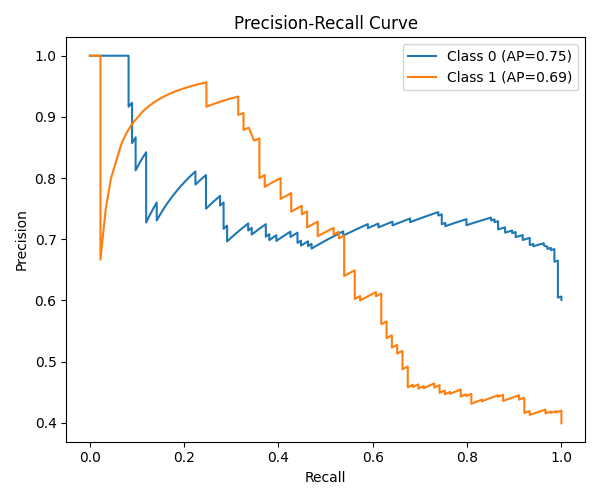 Precision-Recall Curve
Class 0 (AP=0.75)
Class 1 (AP=0.69)
Precision
1.0
0.9
0.8
0.7
0.6
0.5
0.4
0.0 0.2 0.4 0.6 0.8 1.0
Recall